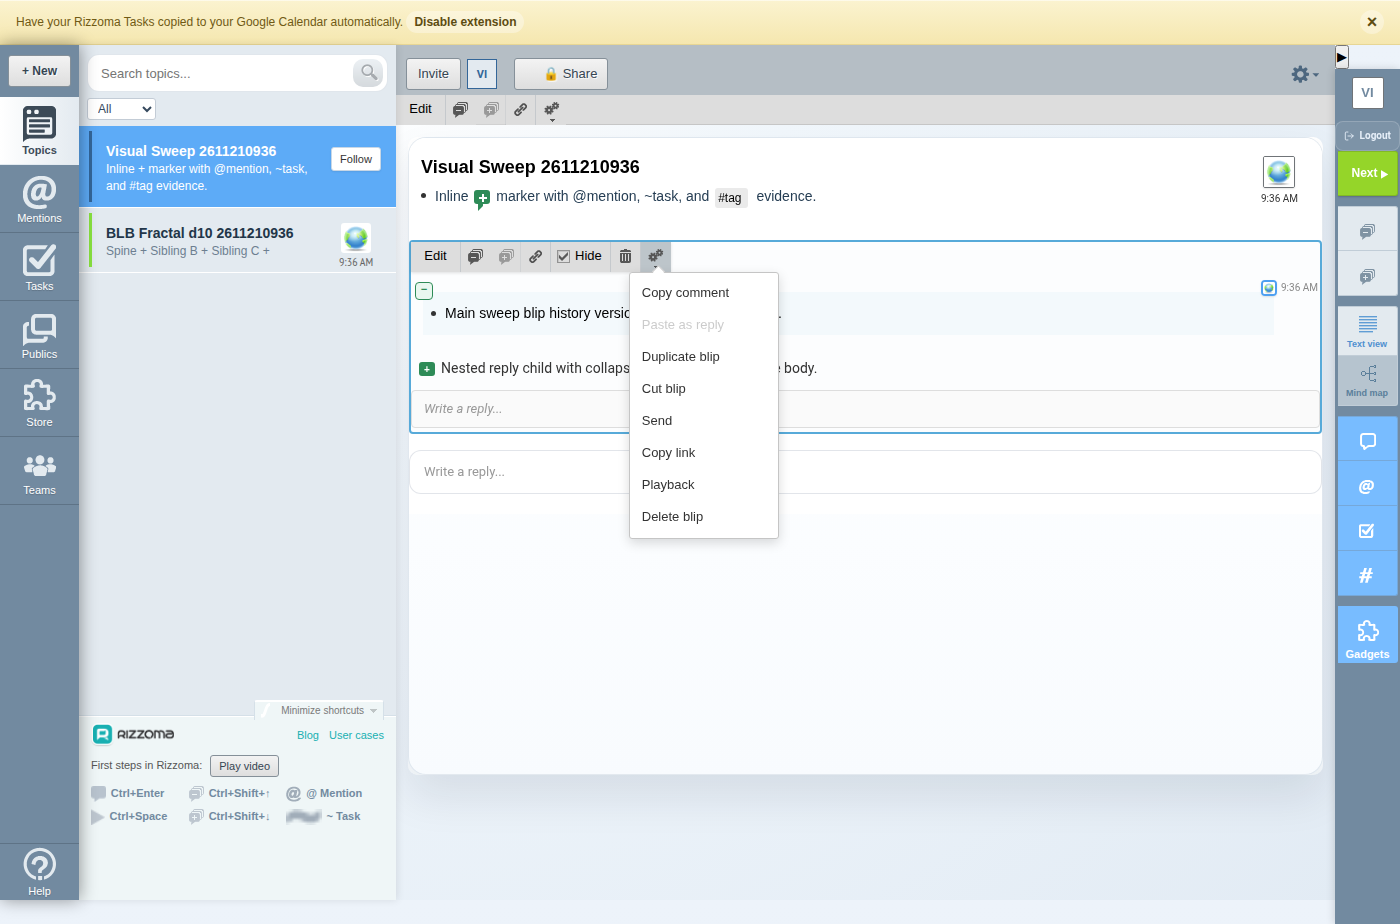 Have your Rizzoma Tasks copied to your Google Calendar automatically. Disable extension ✕
+ New
Topics
Mentions
Tasks
Publics
Store
Teams
Help
Search topics...
All
Visual Sweep 2611210936
Inline + marker with @mention, ~task,
and #tag evidence.
Follow
BLB Fractal d10 2611210936
Spine + Sibling B + Sibling C +
9:36 AM
Minimize shortcuts
RIZZOMA
Blog User cases
First steps in Rizzoma: Play video
Ctrl+Enter Ctrl+Shift+↑ @ Mention
Ctrl+Space Ctrl+Shift+↓ ~ Task
Invite VI Share
Edit
Visual Sweep 2611210936
Inline + marker with @mention, ~task, and #tag evidence.
9:36 AM
Edit Hide
9:36 AM
Main sweep blip history .
Nested reply child with body.
Write a reply...
Write a reply...
Copy comment
Paste as reply
Duplicate blip
Cut blip
Send
Copy link
Playback
Delete blip
VI
Logout
Next
Text view
Mind map
@
#
Gadgets